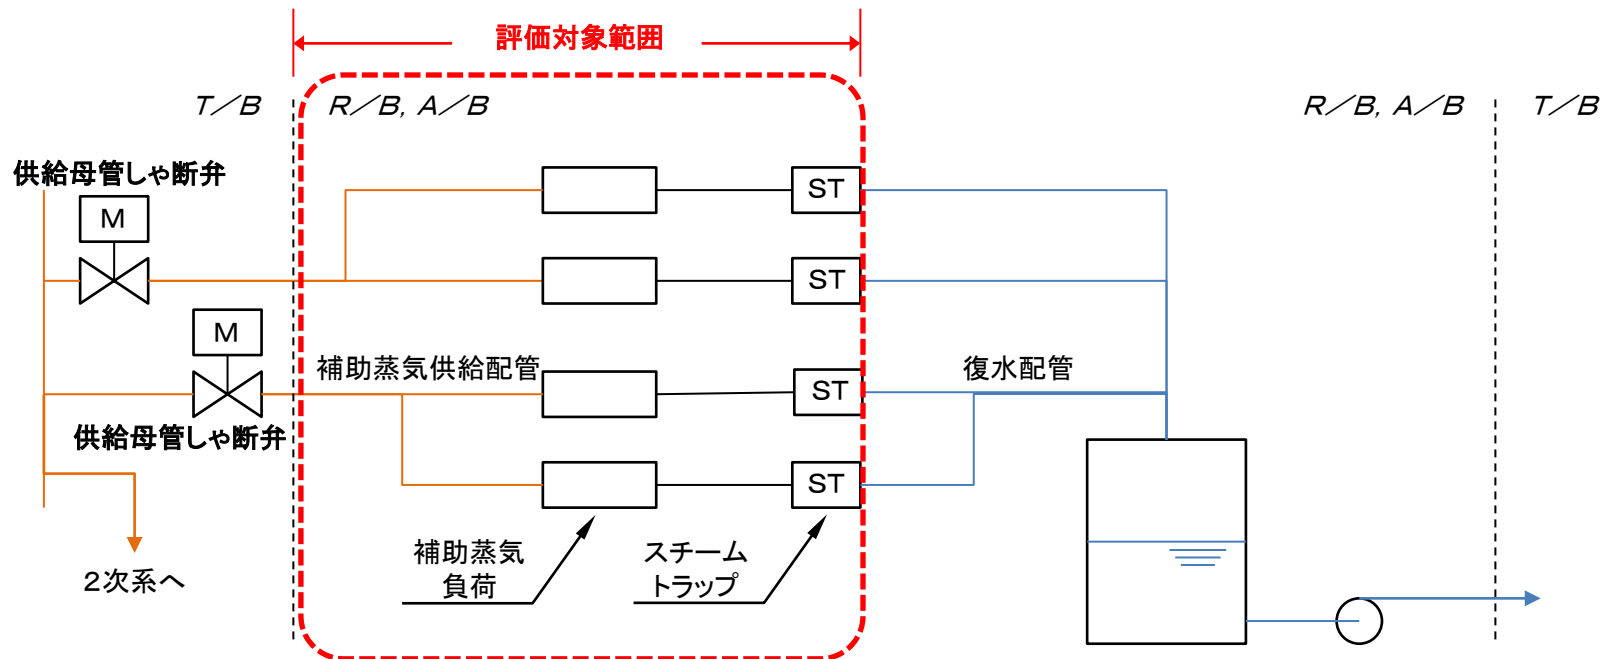 評価対象範囲
T／B
R／B，A／B
R／B，A／B
T／B
供給母管しゃ断弁
M
ST
ST
M
補助蒸気供給配管
ST
復水配管
供給母管しゃ断弁
ST
2次系へ
補助蒸気
負荷
スチーム
トラップ